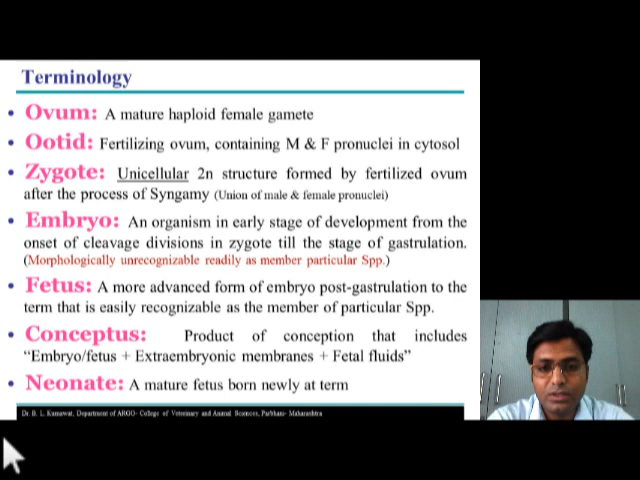 Terminology
• Ovum: A mature haploid female gamete
• Ootid: Fertilizing ovum, containing M & F pronuclei in cytosol
• Zygote: Unicellular 2n structure formed by fertilized ovum
after the process of Syngamy (Union of male & female pronuclei)
• Embryo: An organism in early stage of development from the
onset of cleavage divisions in zygote till the stage of gastrulation.
(Morphologically unrecognizable readily as member particular Spp.)
• Fetus: A more advanced form of embryo post-gastrulation to the
term that is easily recognizable as the member of particular Spp.
• Conceptus: Product of conception that includes
“Embryo/fetus + Extraembryonic membranes + Fetal fluids”
• Neonate: A mature fetus born newly at term
Dr. B. L. Kumawat, Department of ARGO- College of Veterinary and Animal Sciences, Parbhani- Maharashtra